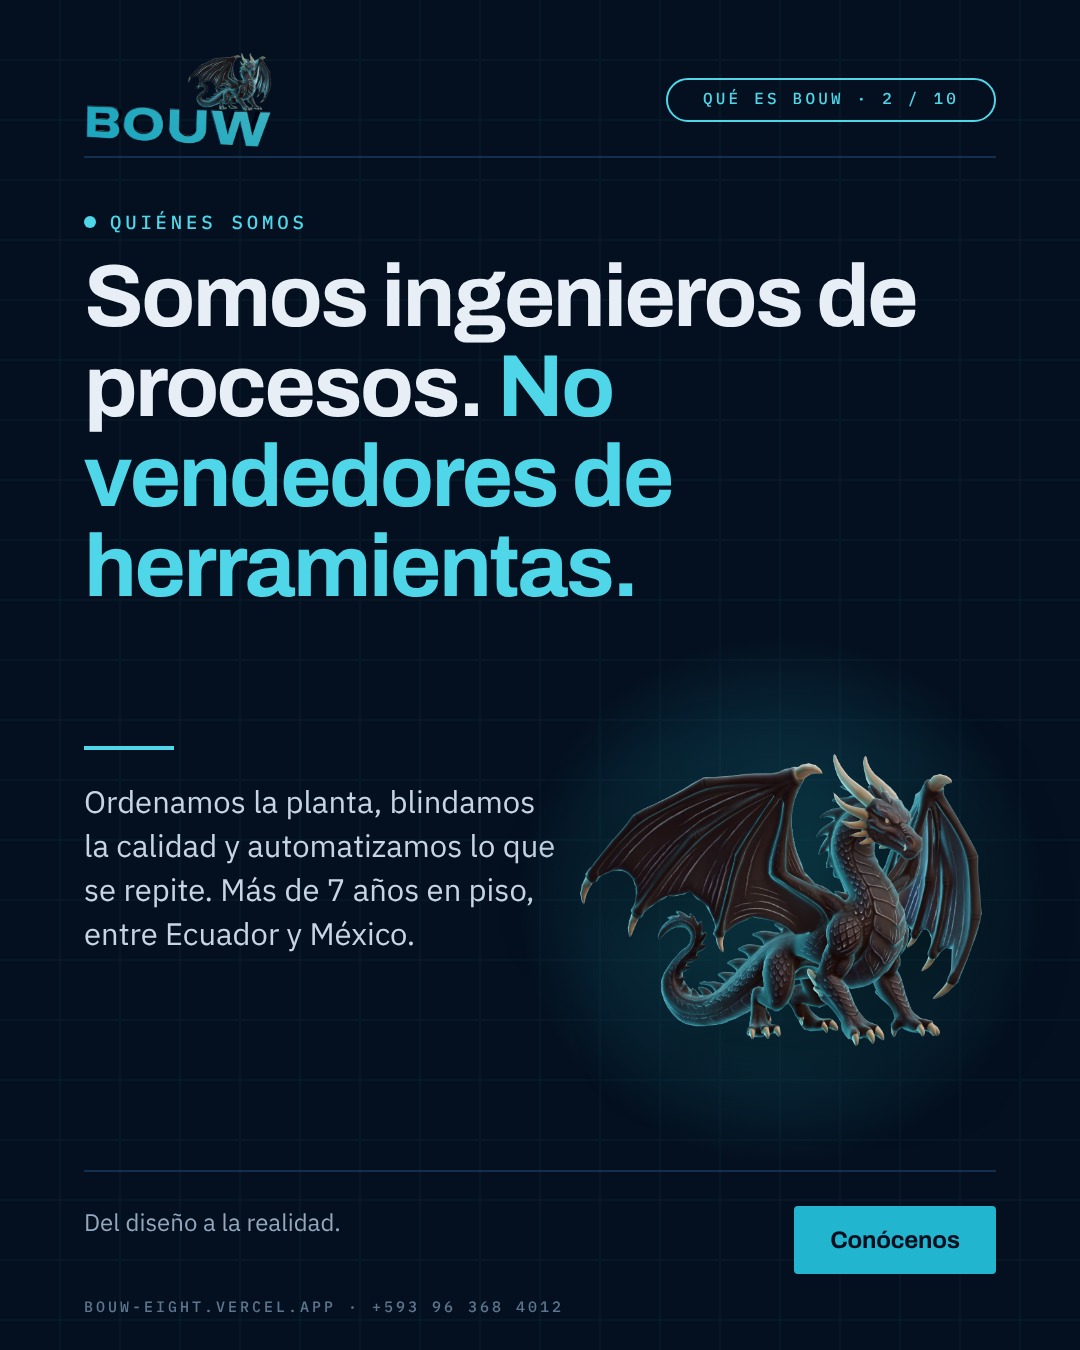 BOUW
QUÉ ES BOUW · 2 / 10
QUIÉNES SOMOS
Somos ingenieros de
procesos. No
vendedores de
herramientas.
Ordenamos la planta, blindamos
la calidad y automatizamos lo que
se repite. Más de 7 años en piso,
entre Ecuador y México.
Del diseño a la realidad.
Conócenos
BOUW-EIGHT.VERCEL.APP · +593 96 368 4012